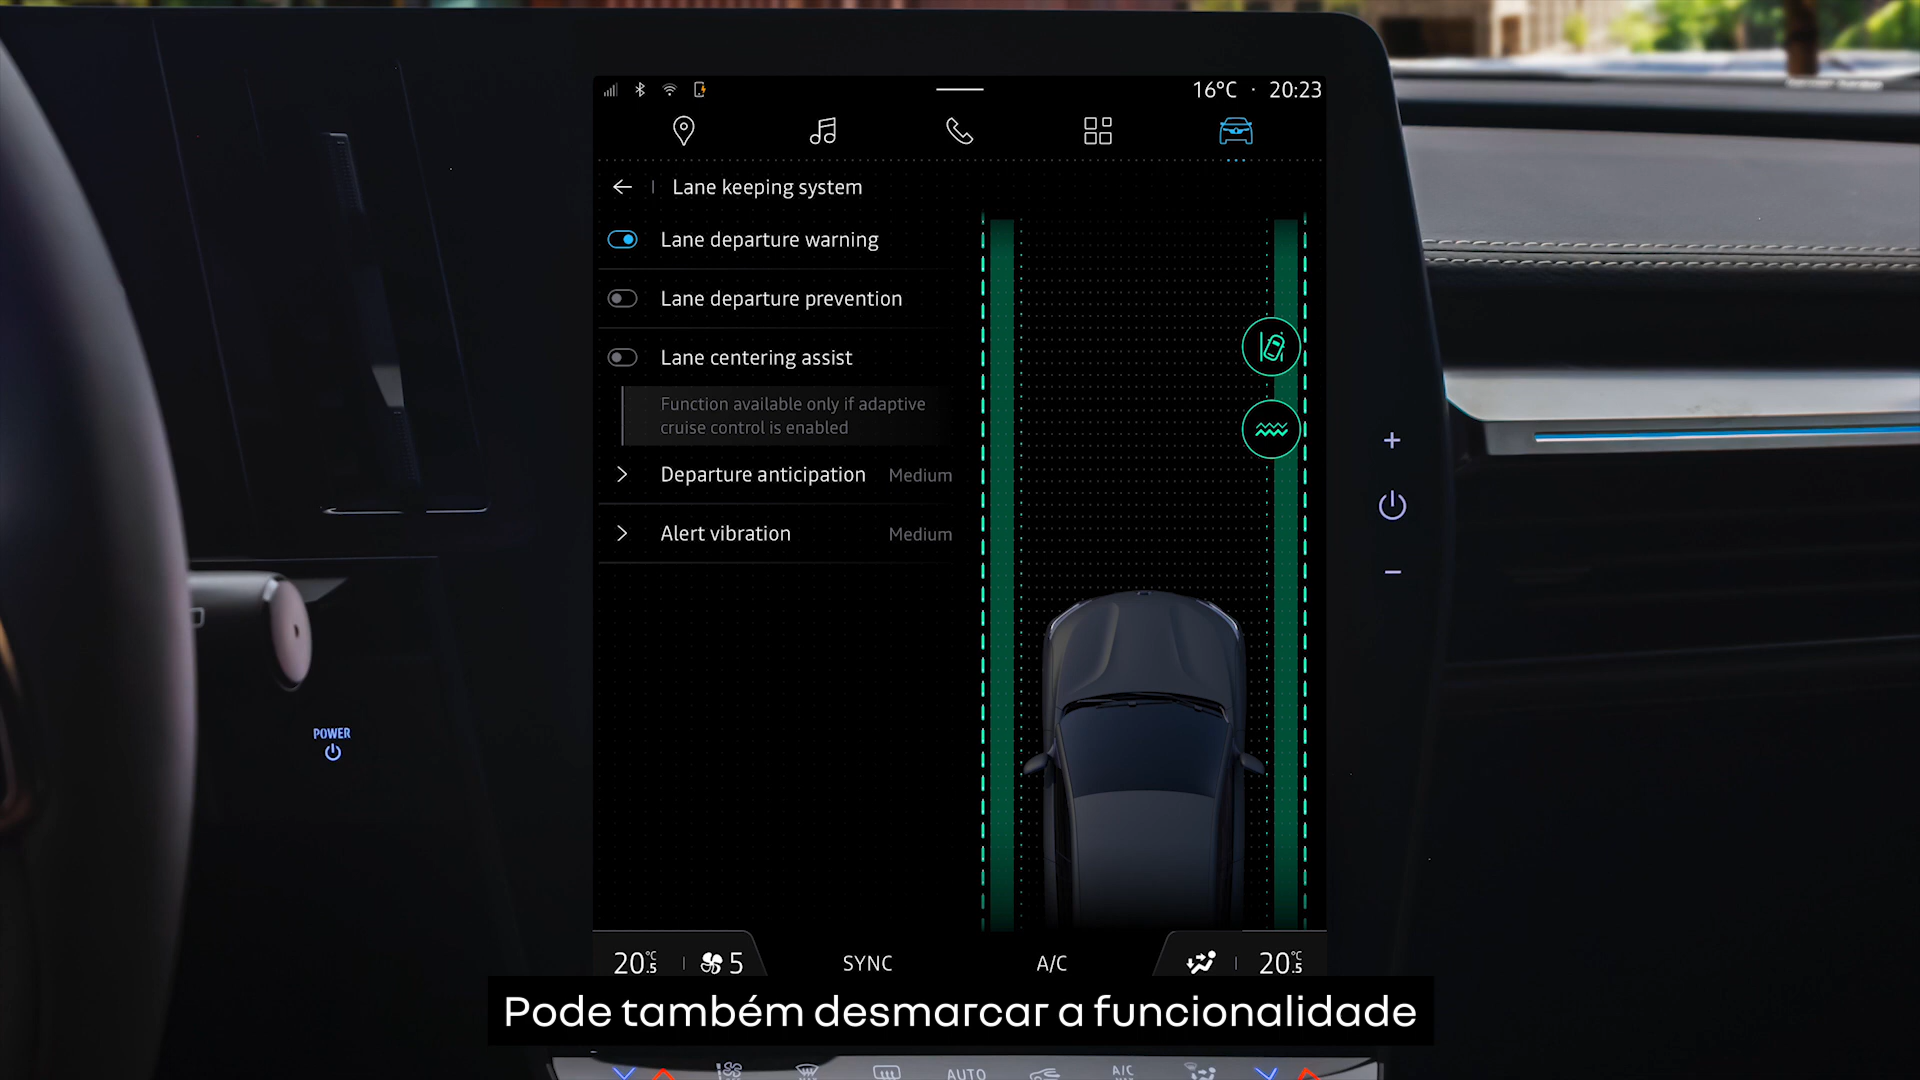 16°C · 20:23
Lane keeping system
Lane departure warning
Lane departure prevention
Lane centering assist
Function available only if adaptive
cruise control is enabled
Departure anticipation Medium
Alert vibration Medium
+
−
POWER
20.5°C 5 SYNC A/C 20.5°C
Pode também desmarcar a funcionalidade
AUTO A/C